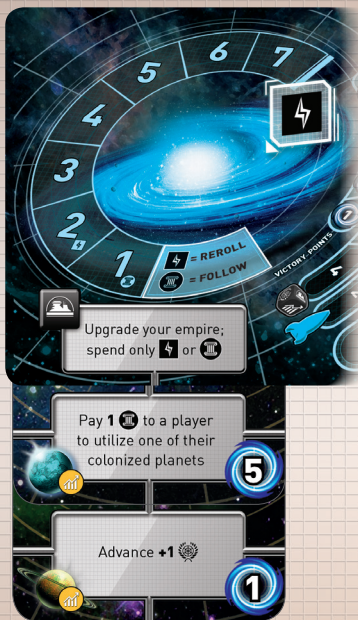 7
6
5
4
3
2
1
= REROLL
= FOLLOW
VICTORY POINTS
Upgrade your empire;
spend only or
Pay 1 to a player
to utilize one of their
colonized planets
5
Advance +1
1